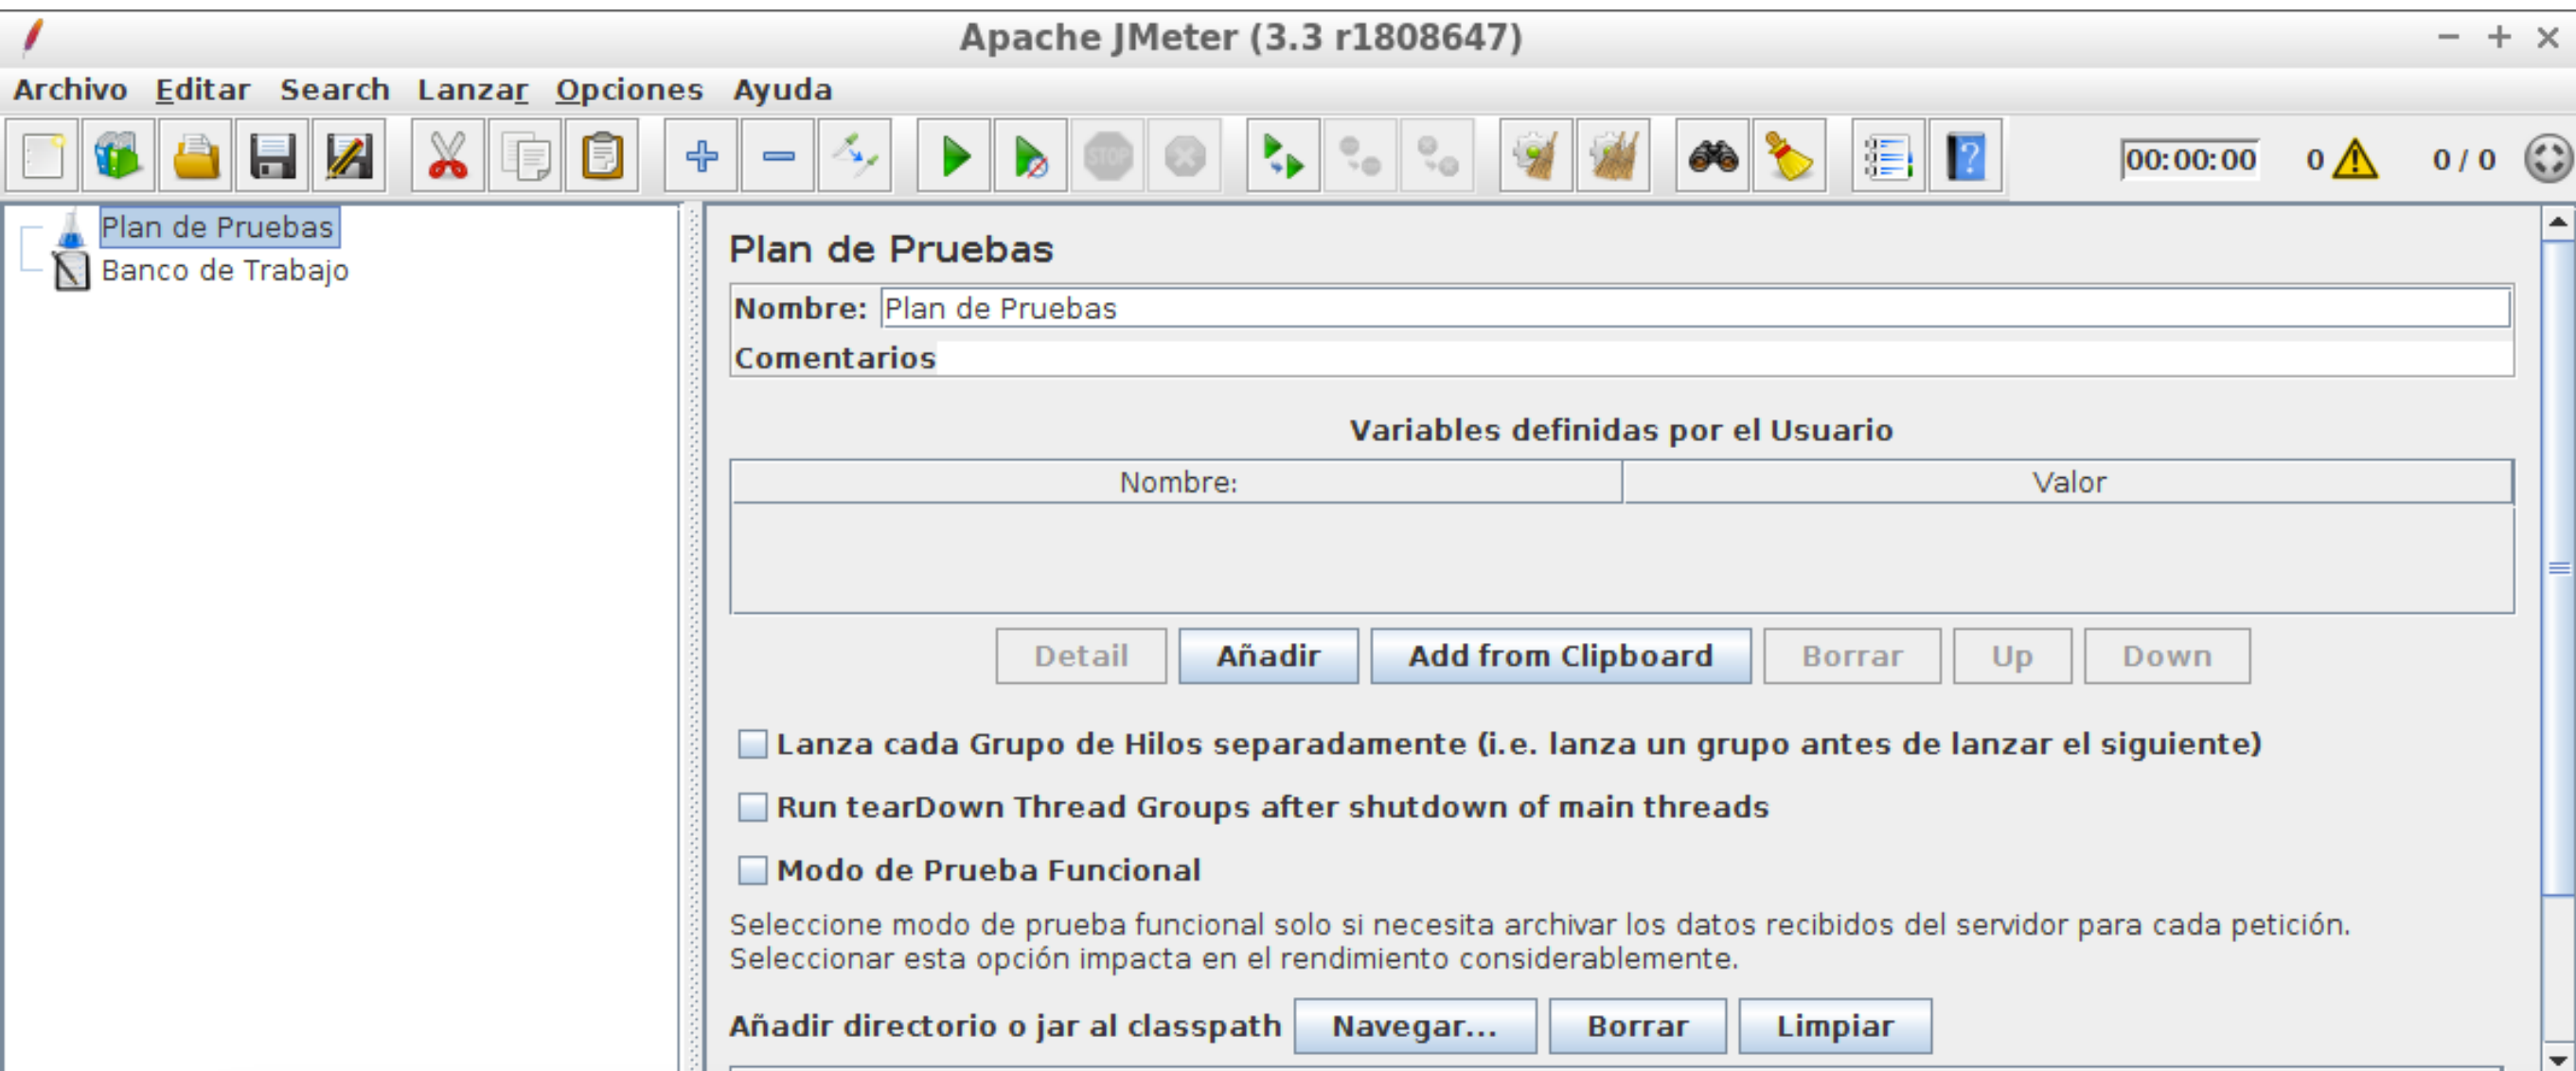 Apache JMeter (3.3 r1808647)
Archivo Editar Search Lanzar Opciones Ayuda
STOP ? 00:00:00 0 0 / 0
Plan de Pruebas
Banco de Trabajo
Plan de Pruebas
Nombre: Plan de Pruebas
Comentarios
Variables definidas por el Usuario
Nombre: Valor
Detail Añadir Add from Clipboard Borrar Up Down
Lanza cada Grupo de Hilos separadamente (i.e. lanza un grupo antes de lanzar el siguiente)
Run tearDown Thread Groups after shutdown of main threads
Modo de Prueba Funcional
Seleccione modo de prueba funcional solo si necesita archivar los datos recibidos del servidor para cada petición.
Seleccionar esta opción impacta en el rendimiento considerablemente.
Añadir directorio o jar al classpath Navegar... Borrar Limpiar